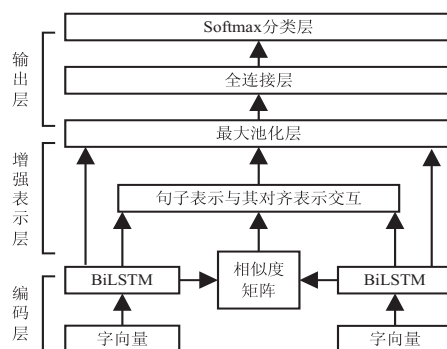 Softmax分类层
全连接层
最大池化层
句子表示与其对齐表示交互
BiLSTM
相似度
矩阵
BiLSTM
字向量
字向量
输出层
增强表示层
编码层